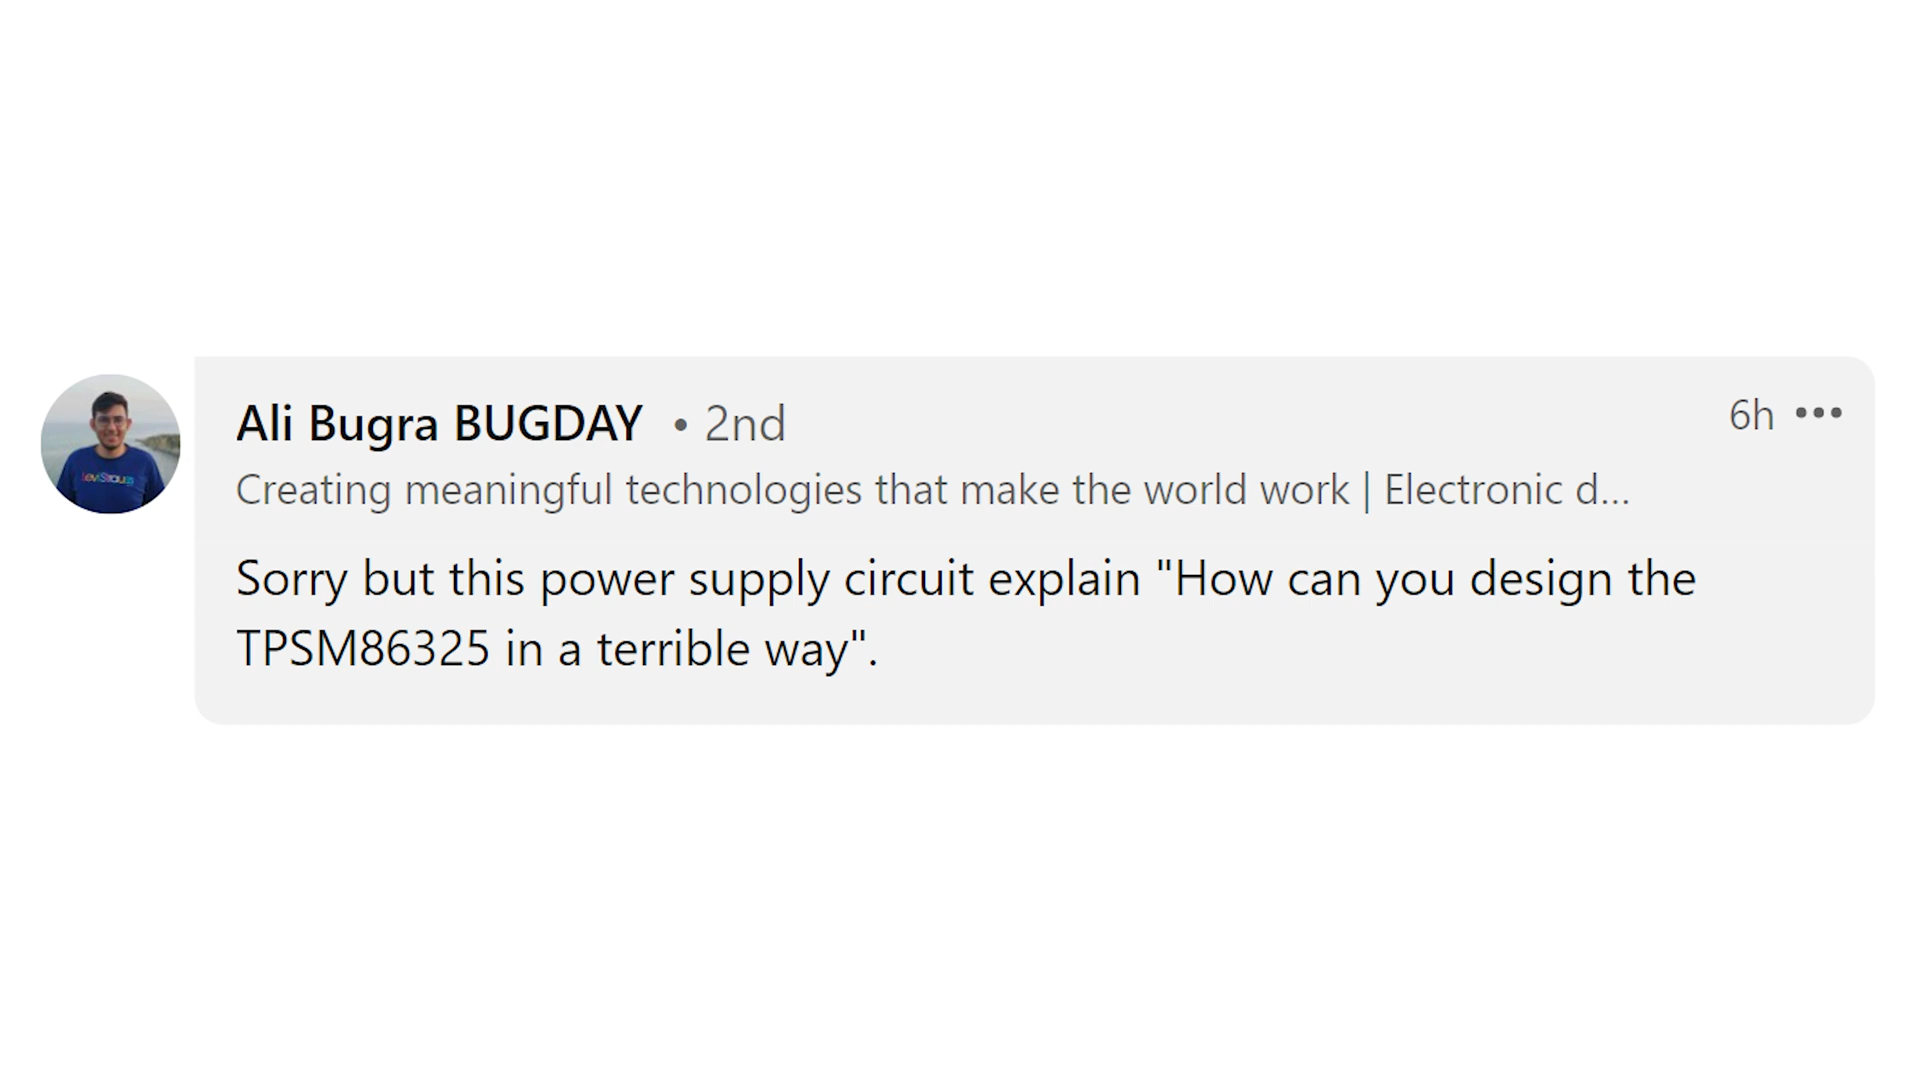 Ali Bugra BUGDAY • 2nd
6h
Creating meaningful technologies that make the world work | Electronic d...
Sorry but this power supply circuit explain "How can you design the
TPSM86325 in a terrible way".